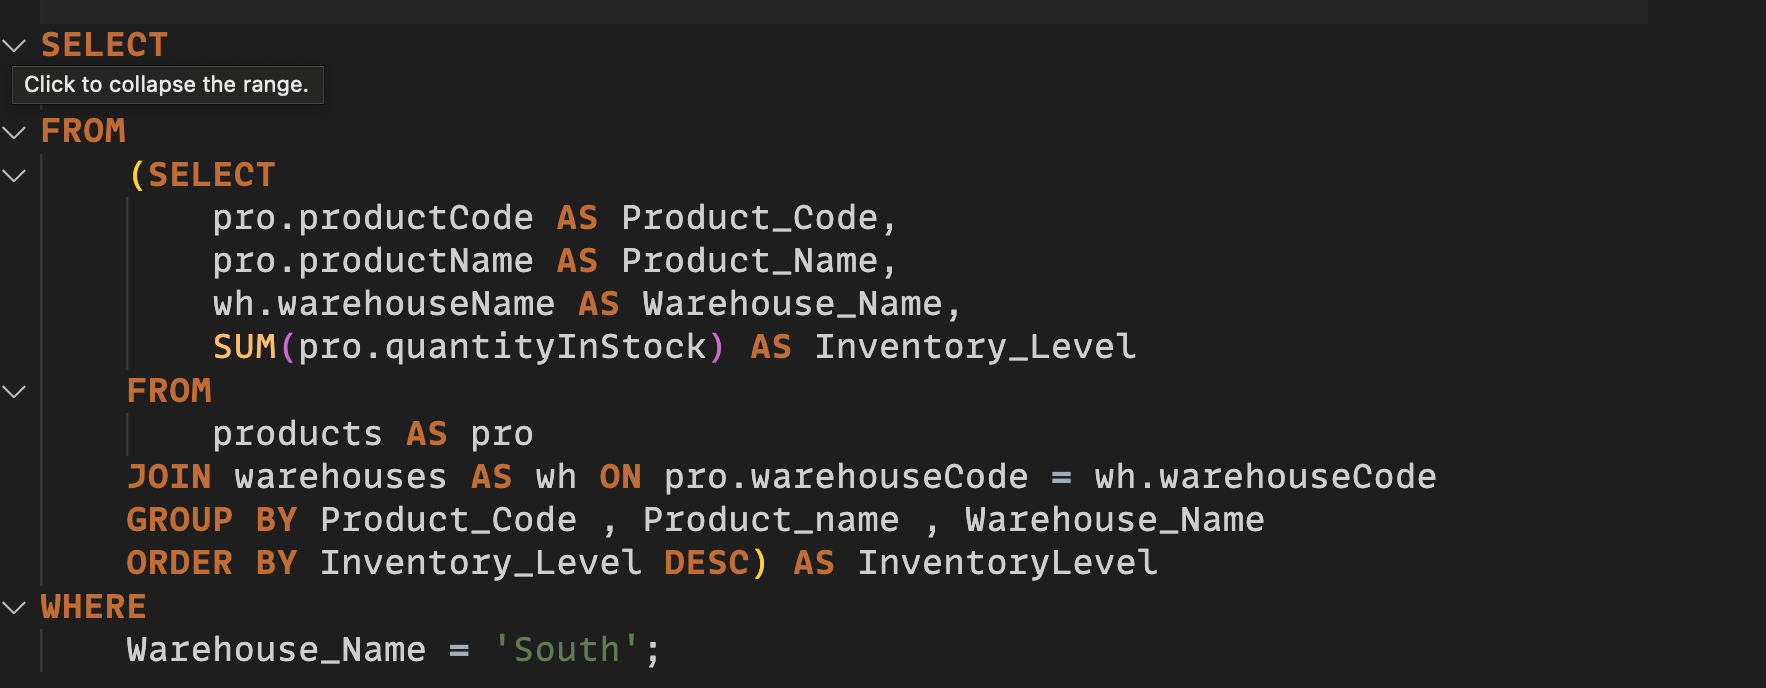 SELECT
Click to collapse the range.
FROM
(SELECT
pro.productCode AS Product_Code,
pro.productName AS Product_Name,
wh.warehouseName AS Warehouse_Name,
SUM(pro.quantityInStock) AS Inventory_Level
FROM
products AS pro
JOIN warehouses AS wh ON pro.warehouseCode = wh.warehouseCode
GROUP BY Product_Code , Product_name , Warehouse_Name
ORDER BY Inventory_Level DESC) AS InventoryLevel
WHERE
Warehouse_Name = 'South';